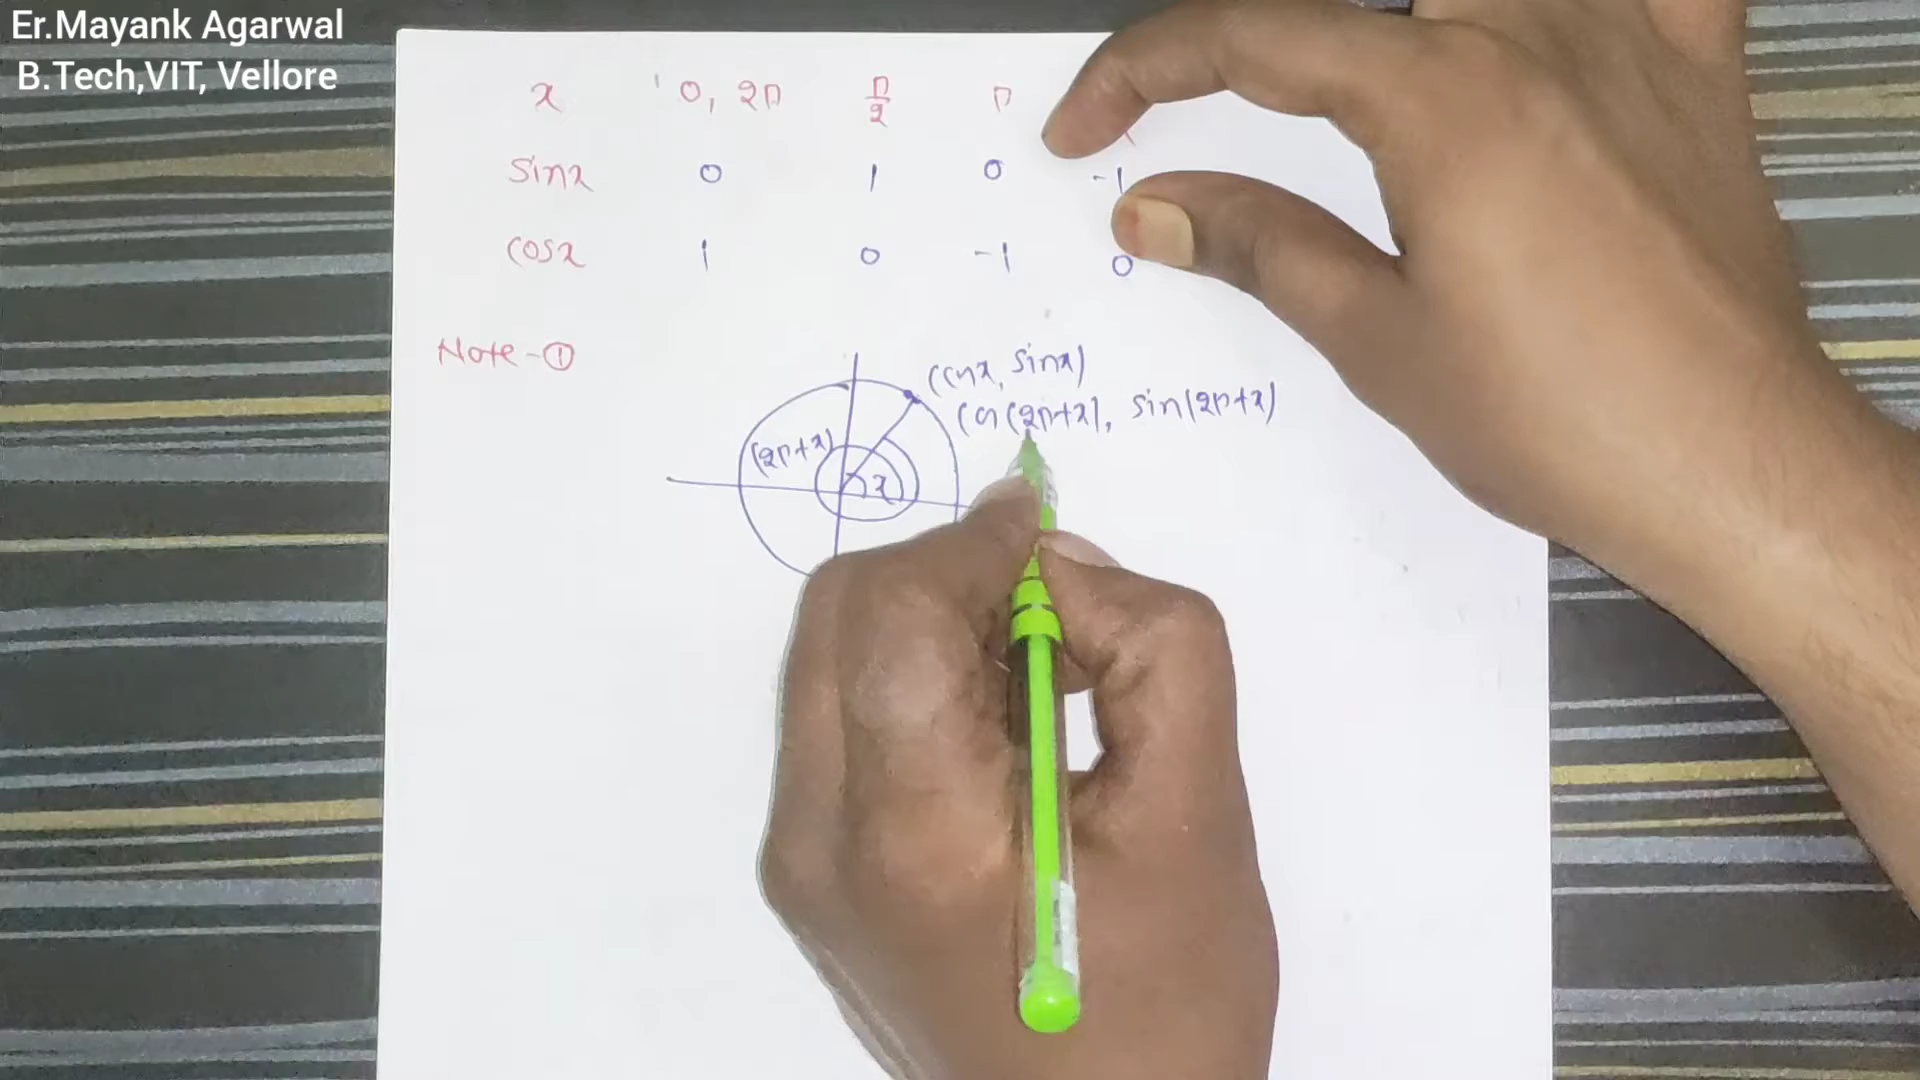 Er.Mayank Agarwal
B.Tech,VIT, Vellore
x 0, 2π π/2 π
sinx 0 1 0 -1
cosx 1 0 -1 0
Note-①
(cosx, sinx)
(cos(2π+x), sin(2π+x)
(2π+x)
x